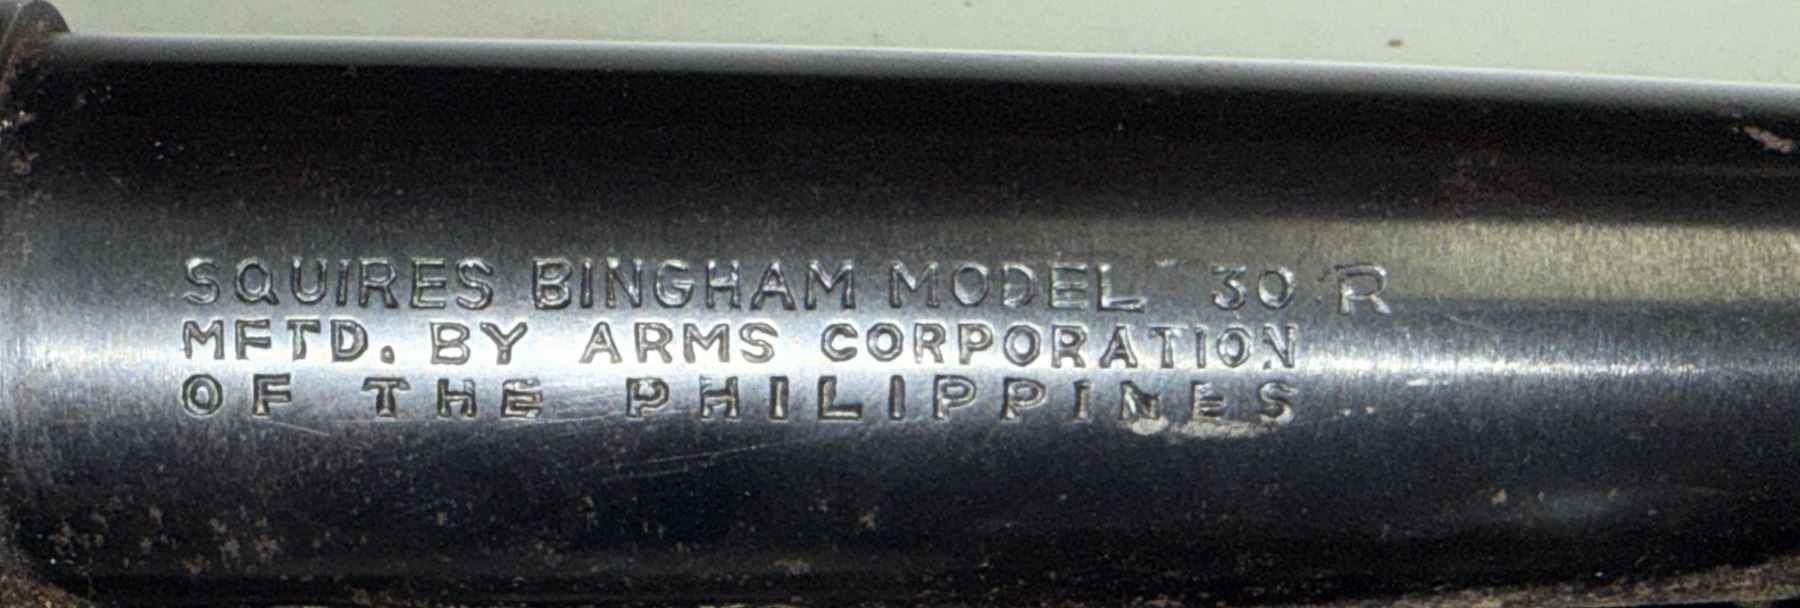 SQUIRES BINGHAM MODEL 30 R
MFTD. BY ARMS CORPORATION
OF THE PHILIPPINES